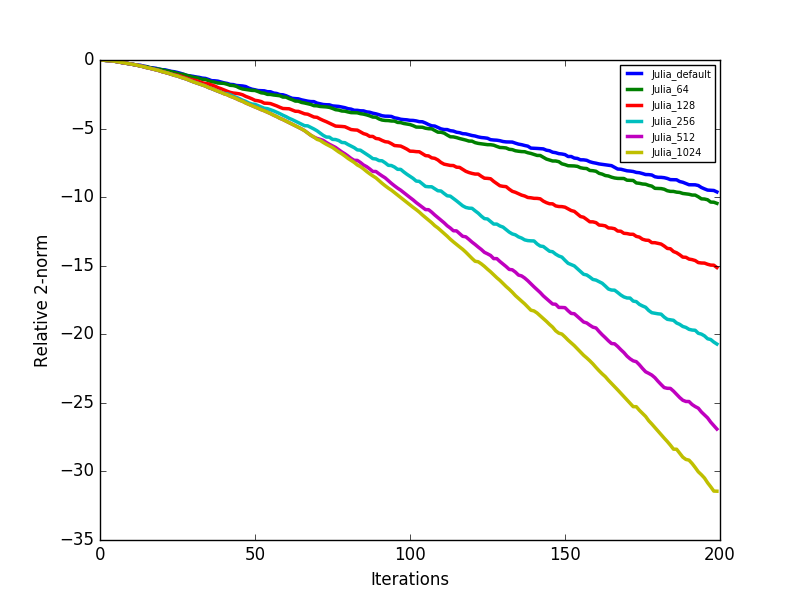 0
−5
−10
−15
−20
−25
−30
−35
Relative 2-norm
Julia_default
Julia_64
Julia_128
Julia_256
Julia_512
Julia_1024
0 50 100 150 200
Iterations